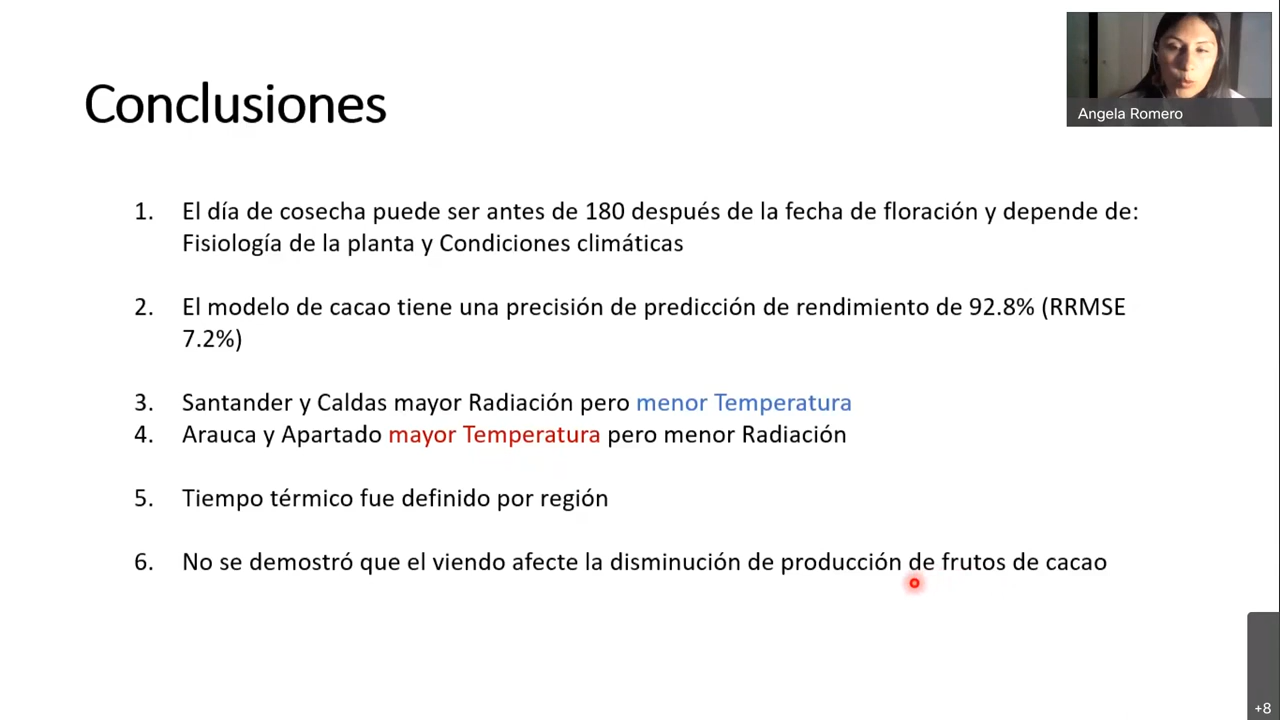 Conclusiones
Angela Romero
1. El día de cosecha puede ser antes de 180 después de la fecha de floración y depende de:
Fisiología de la planta y Condiciones climáticas
2. El modelo de cacao tiene una precisión de predicción de rendimiento de 92.8% (RRMSE
7.2%)
3. Santander y Caldas mayor Radiación pero menor Temperatura
4. Arauca y Apartado mayor Temperatura pero menor Radiación
5. Tiempo térmico fue definido por región
6. No se demostró que el viendo afecte la disminución de producción de frutos de cacao
+8